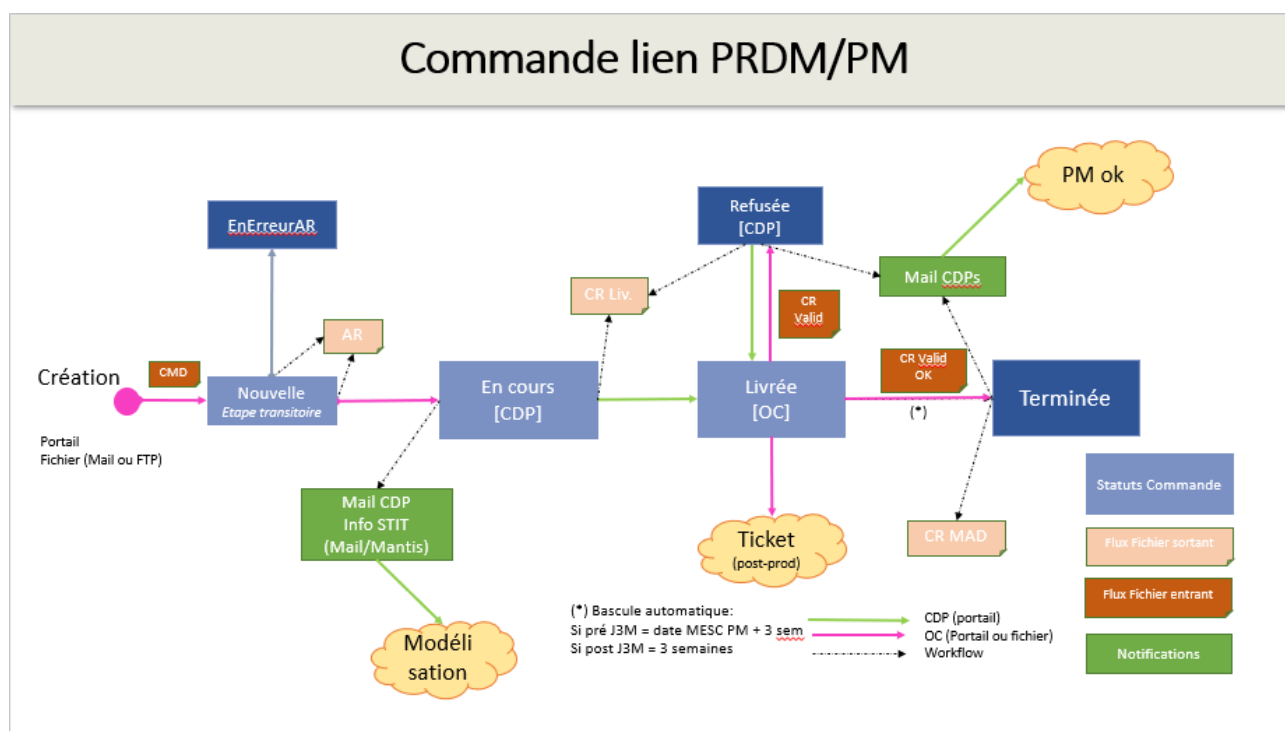 Commande lien PRDM/PM
PM ok
EnErreurAR
Refusée
[CDP]
Mail CDPs
CR Liv.
CR
Valid
AR
CR Valid
OK
Création
CMD
Nouvelle
Etape transitoire
En cours
[CDP]
Livrée
[OC]
(*)
Terminée
Portail
Fichier (Mail ou FTP)
Mail CDP
Info STIT
(Mail/Mantis)
Ticket
(post-prod)
CR MAD
Statuts Commande
Flux Fichier sortant
Flux Fichier entrant
Notifications
Modéli
sation
(*) Bascule automatique:
Si pré J3M = date MESC PM + 3 sem
Si post J3M = 3 semaines
CDP (portail)
OC (Portail ou fichier)
Workflow